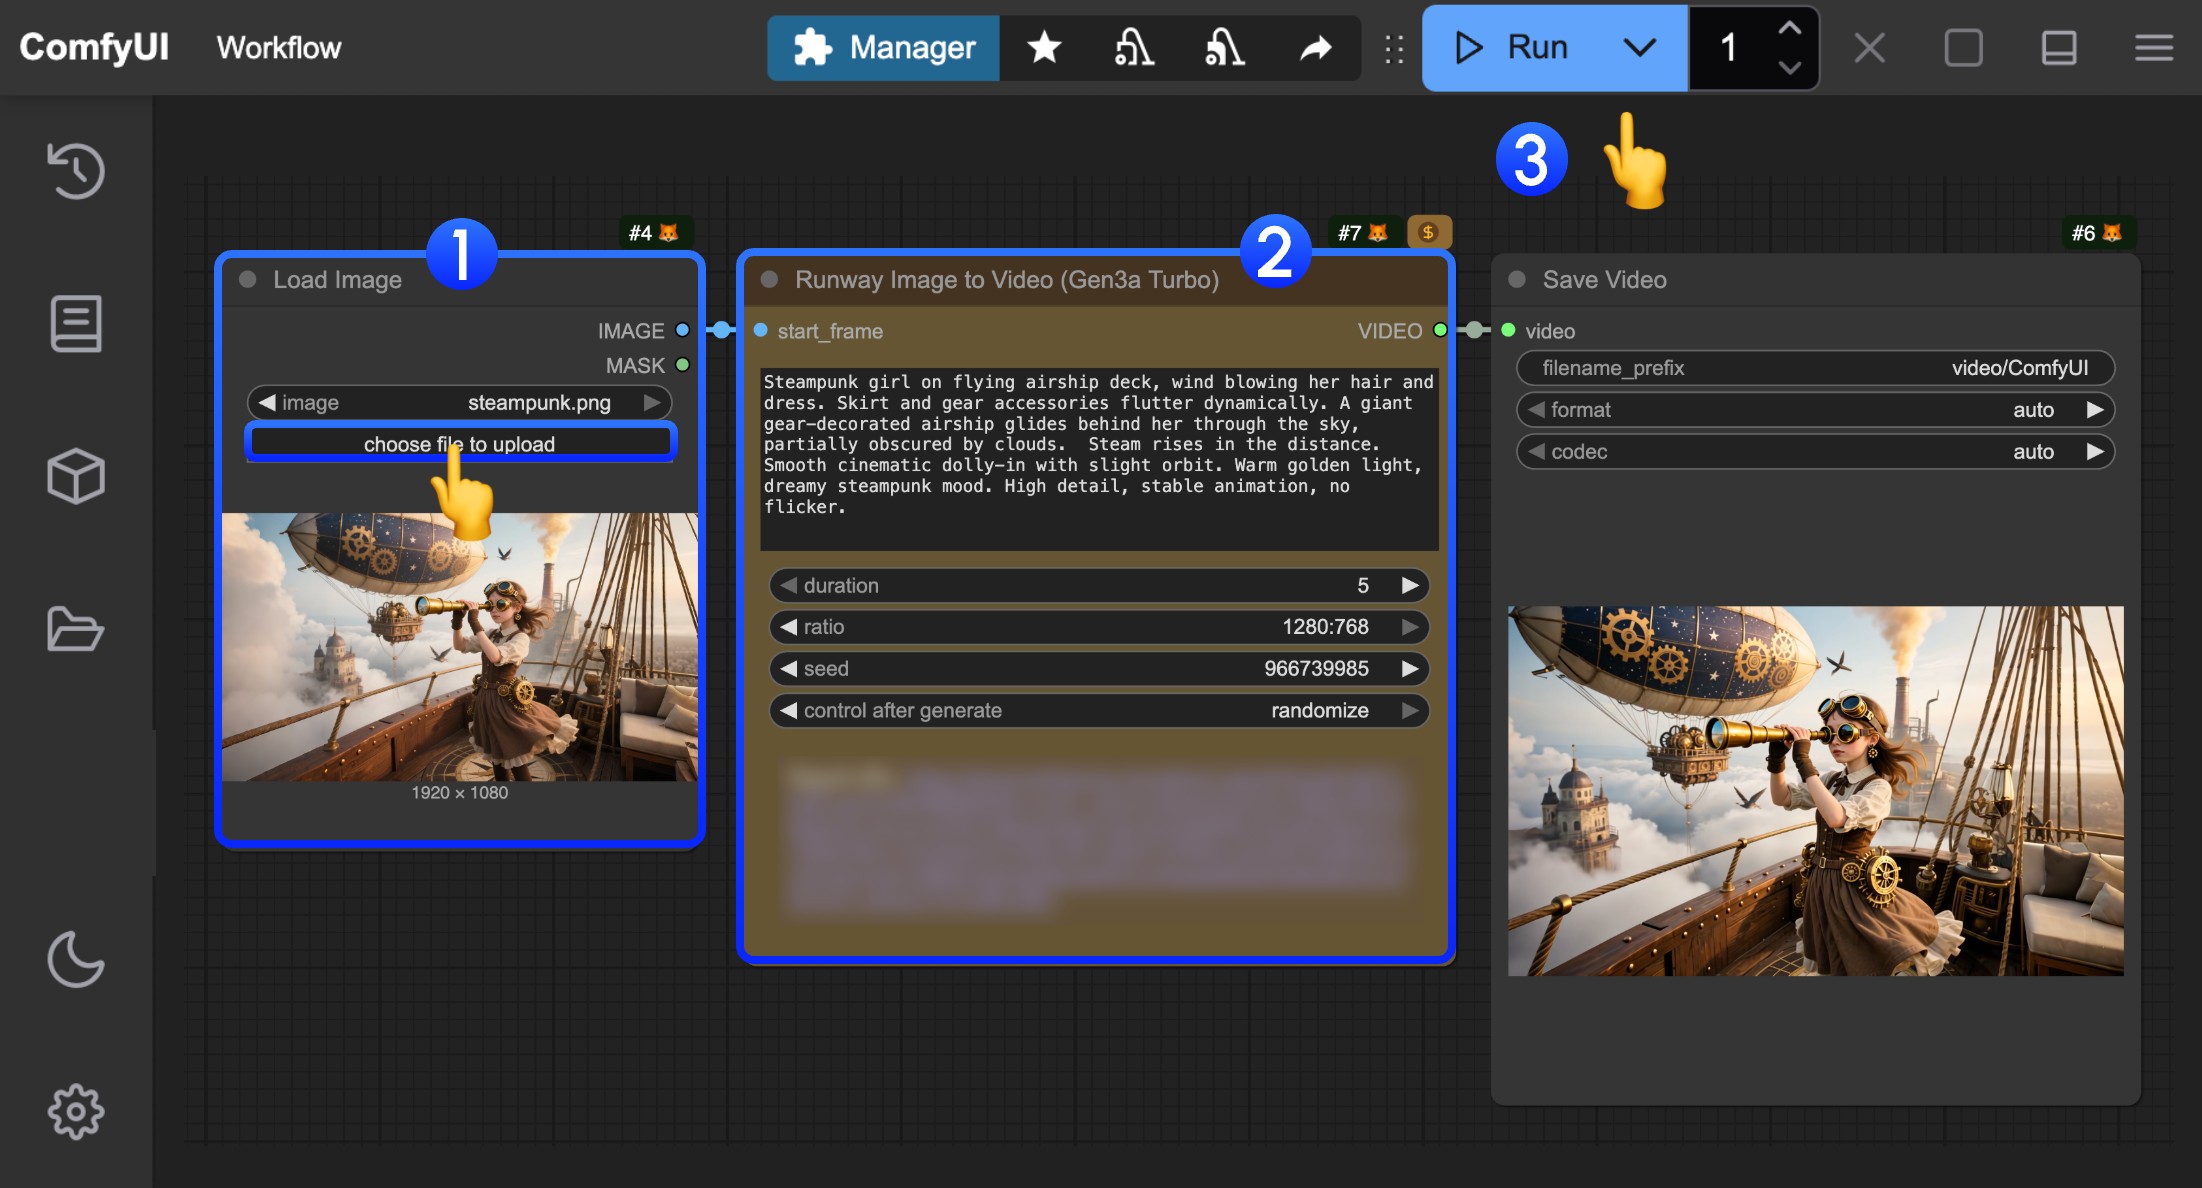 ComfyUI
Workflow
Manager
Run
1
3
#4
1
Load Image
IMAGE
MASK
image
steampunk.png
choose file to upload
1920 × 1080
#7
$
2
Runway Image to Video (Gen3a Turbo)
start_frame
VIDEO
Steampunk girl on flying airship deck, wind blowing her hair and
dress. Skirt and gear accessories flutter dynamically. A giant
gear-decorated airship glides behind her through the sky,
partially obscured by clouds.  Steam rises in the distance.
Smooth cinematic dolly-in with slight orbit. Warm golden light,
dreamy steampunk mood. High detail, stable animation, no
flicker.
duration
5
ratio
1280:768
seed
966739985
control after generate
randomize
#6
Save Video
video
filename_prefix
video/ComfyUI
format
auto
codec
auto